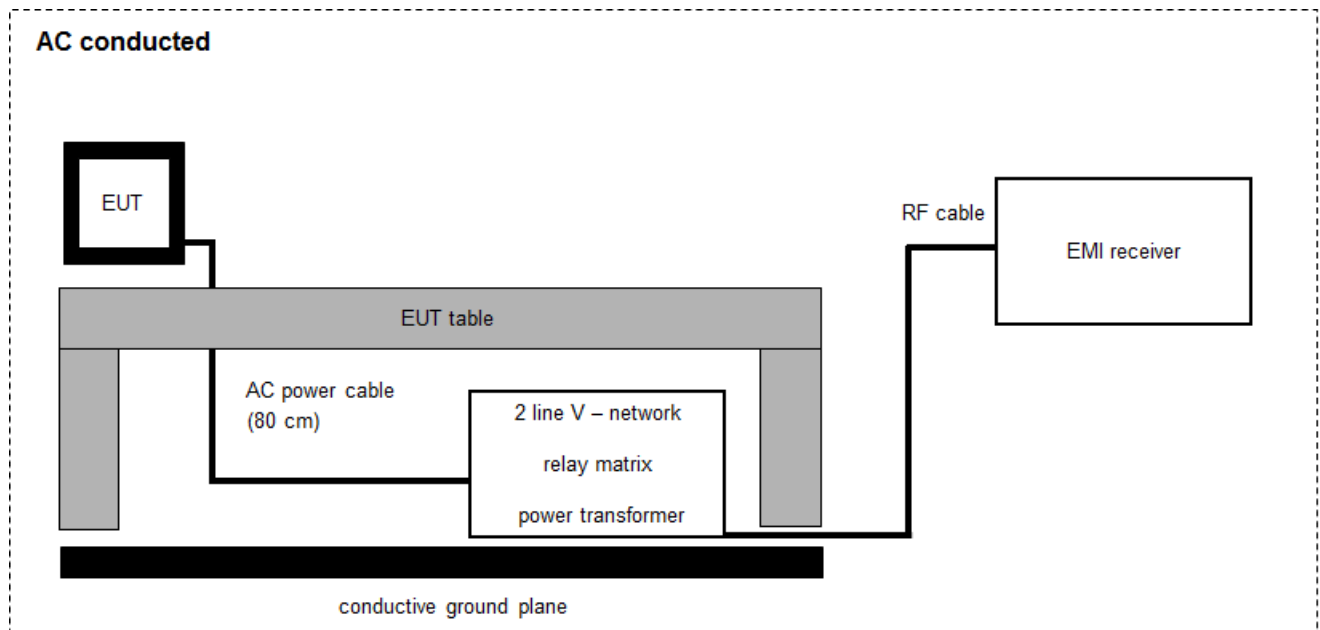 AC conducted
EUT
RF cable
EMI receiver
EUT table
AC power cable
(80 cm)
2 line V – network
relay matrix
power transformer
conductive ground plane